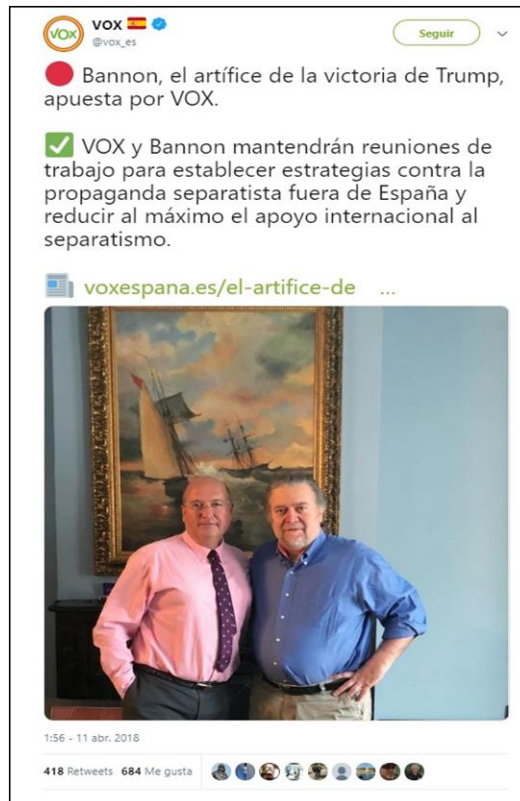 VOX
VOX
@vox_es
Seguir
Bannon, el artífice de la victoria de Trump,
apuesta por VOX.
VOX y Bannon mantendrán reuniones de
trabajo para establecer estrategias contra la
propaganda separatista fuera de España y
reducir al máximo el apoyo internacional al
separatismo.
voxespana.es/el-artifice-de ...
1:56 - 11 abr. 2018
418 Retweets 684 Me gusta